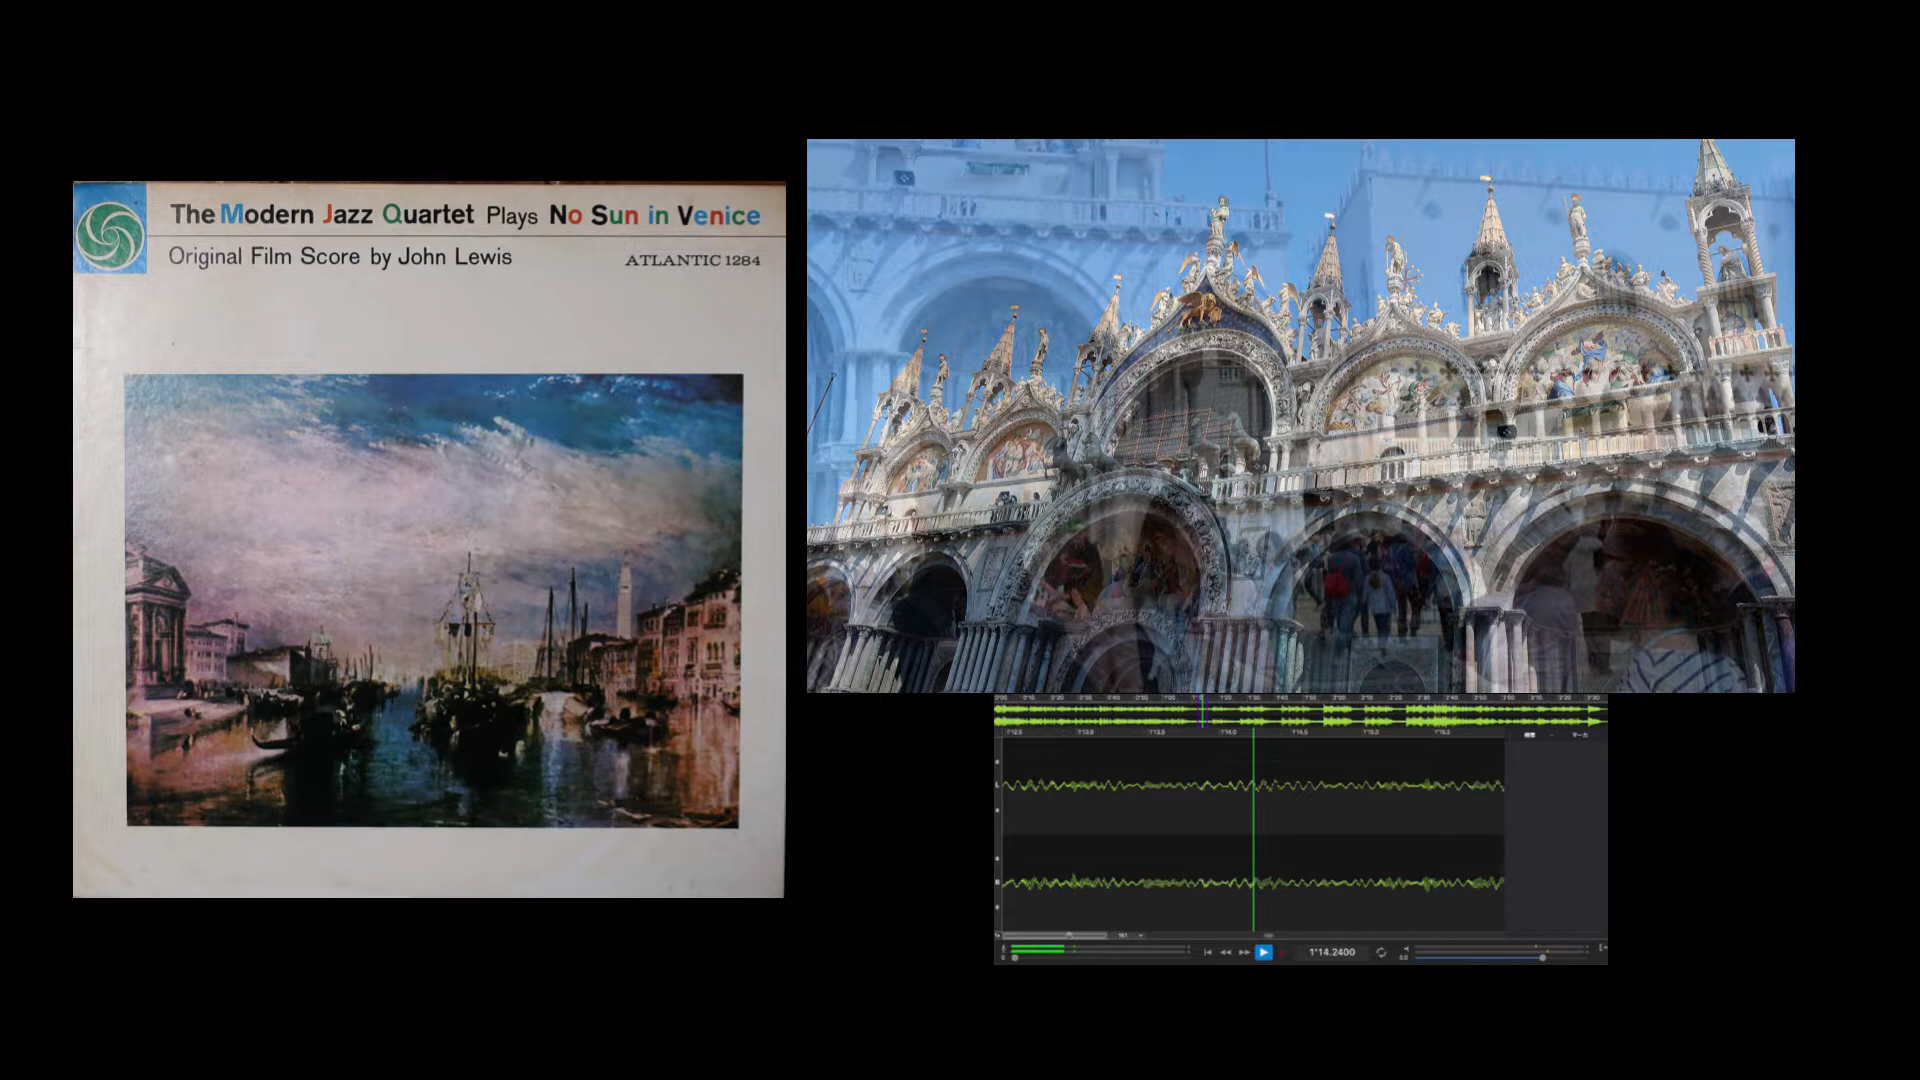 The Modern Jazz Quartet Plays No Sun in Venice
Original Film Score by John Lewis
ATLANTIC 1284
1'14.2400